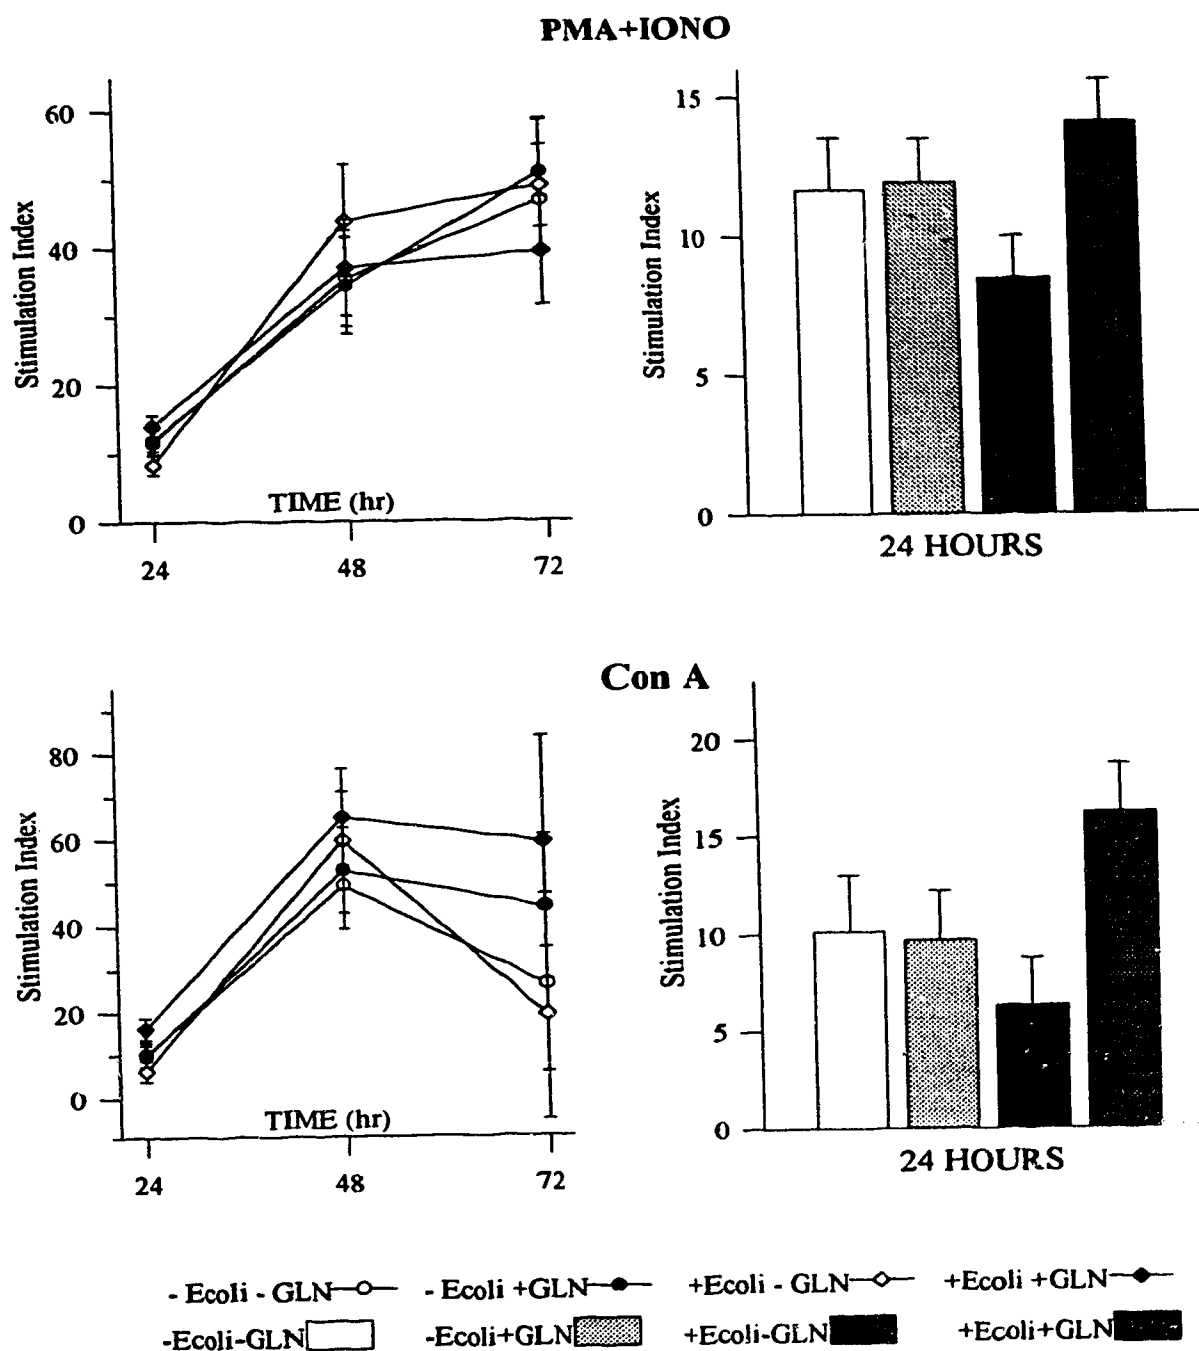 PMA+IONO
Stimulation Index
60
40
20
0
TIME (hr)
24
48
72
Stimulation Index
15
10
5
0
24 HOURS
Con A
Stimulation Index
80
60
40
20
0
TIME (hr)
24
48
72
Stimulation Index
20
15
10
5
0
24 HOURS
- Ecoli - GLN - Ecoli +GLN +Ecoli - GLN +Ecoli +GLN
-Ecoli-GLN -Ecoli+GLN +Ecoli-GLN +Ecoli+GLN